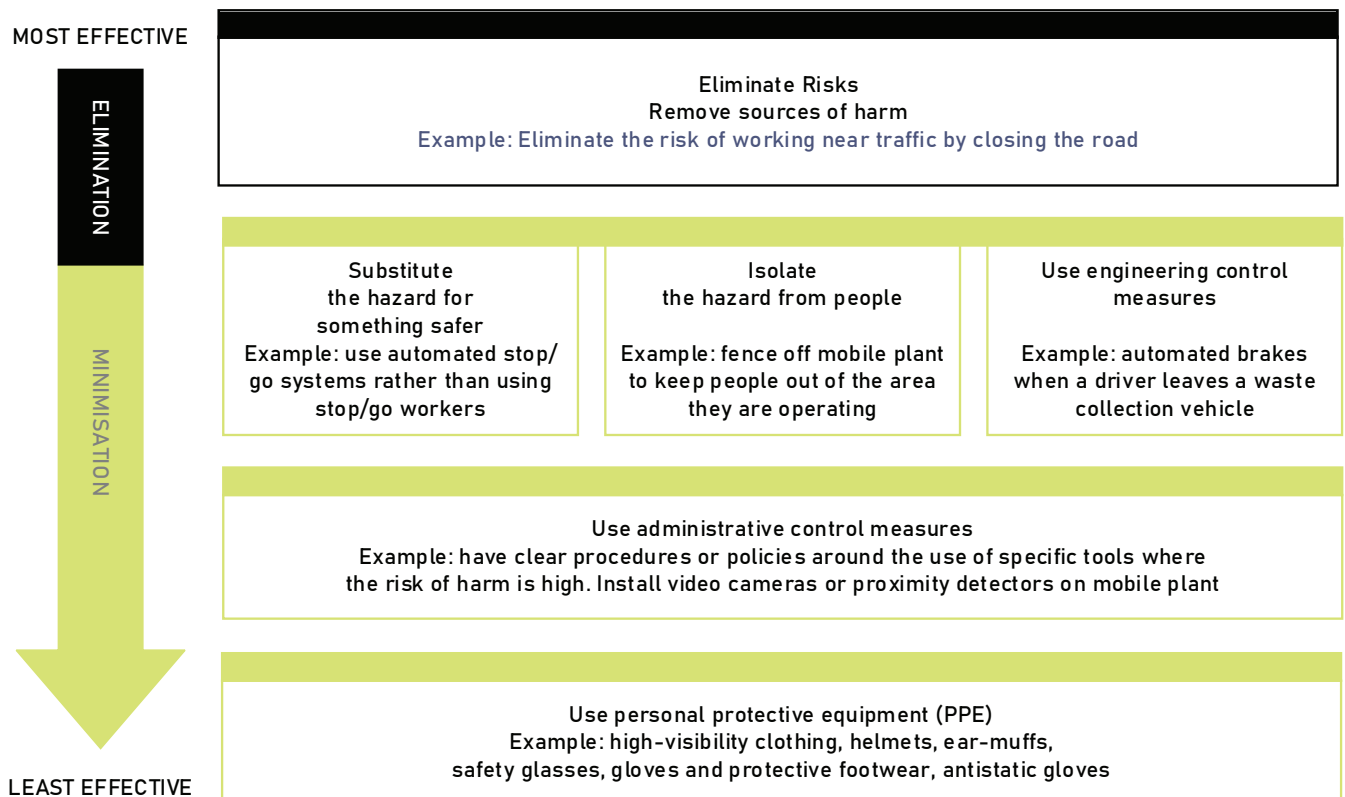 MOST EFFECTIVE
ELIMINATION
Eliminate Risks
Remove sources of harm
Example: Eliminate the risk of working near traffic by closing the road
MINIMISATION
Substitute
the hazard for
something safer
Example: use automated stop/
go systems rather than using
stop/go workers
Isolate
the hazard from people
Example: fence off mobile plant
to keep people out of the area
they are operating
Use engineering control
measures
Example: automated brakes
when a driver leaves a waste
collection vehicle
Use administrative control measures
Example: have clear procedures or policies around the use of specific tools where
the risk of harm is high. Install video cameras or proximity detectors on mobile plant
Use personal protective equipment (PPE)
Example: high-visibility clothing, helmets, ear-muffs,
safety glasses, gloves and protective footwear, antistatic gloves
LEAST EFFECTIVE